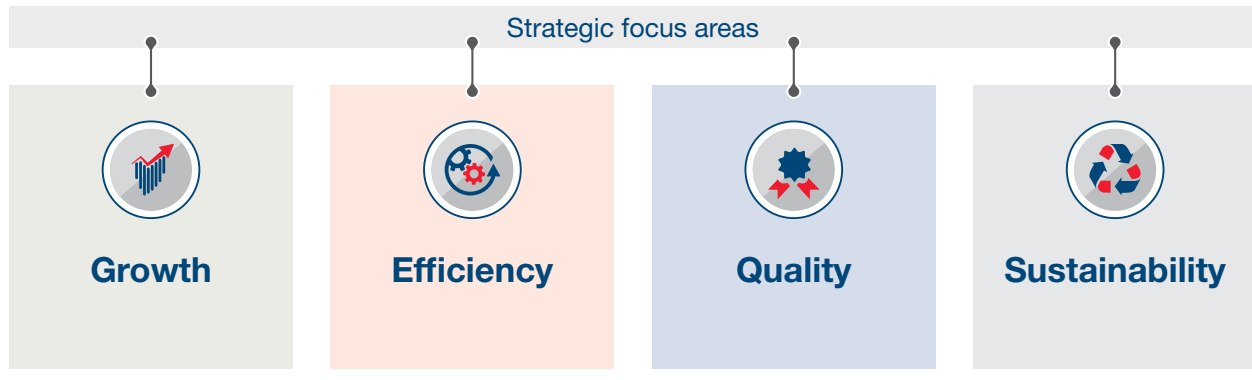 Strategic focus areas
Growth
Efficiency
Quality
Sustainability